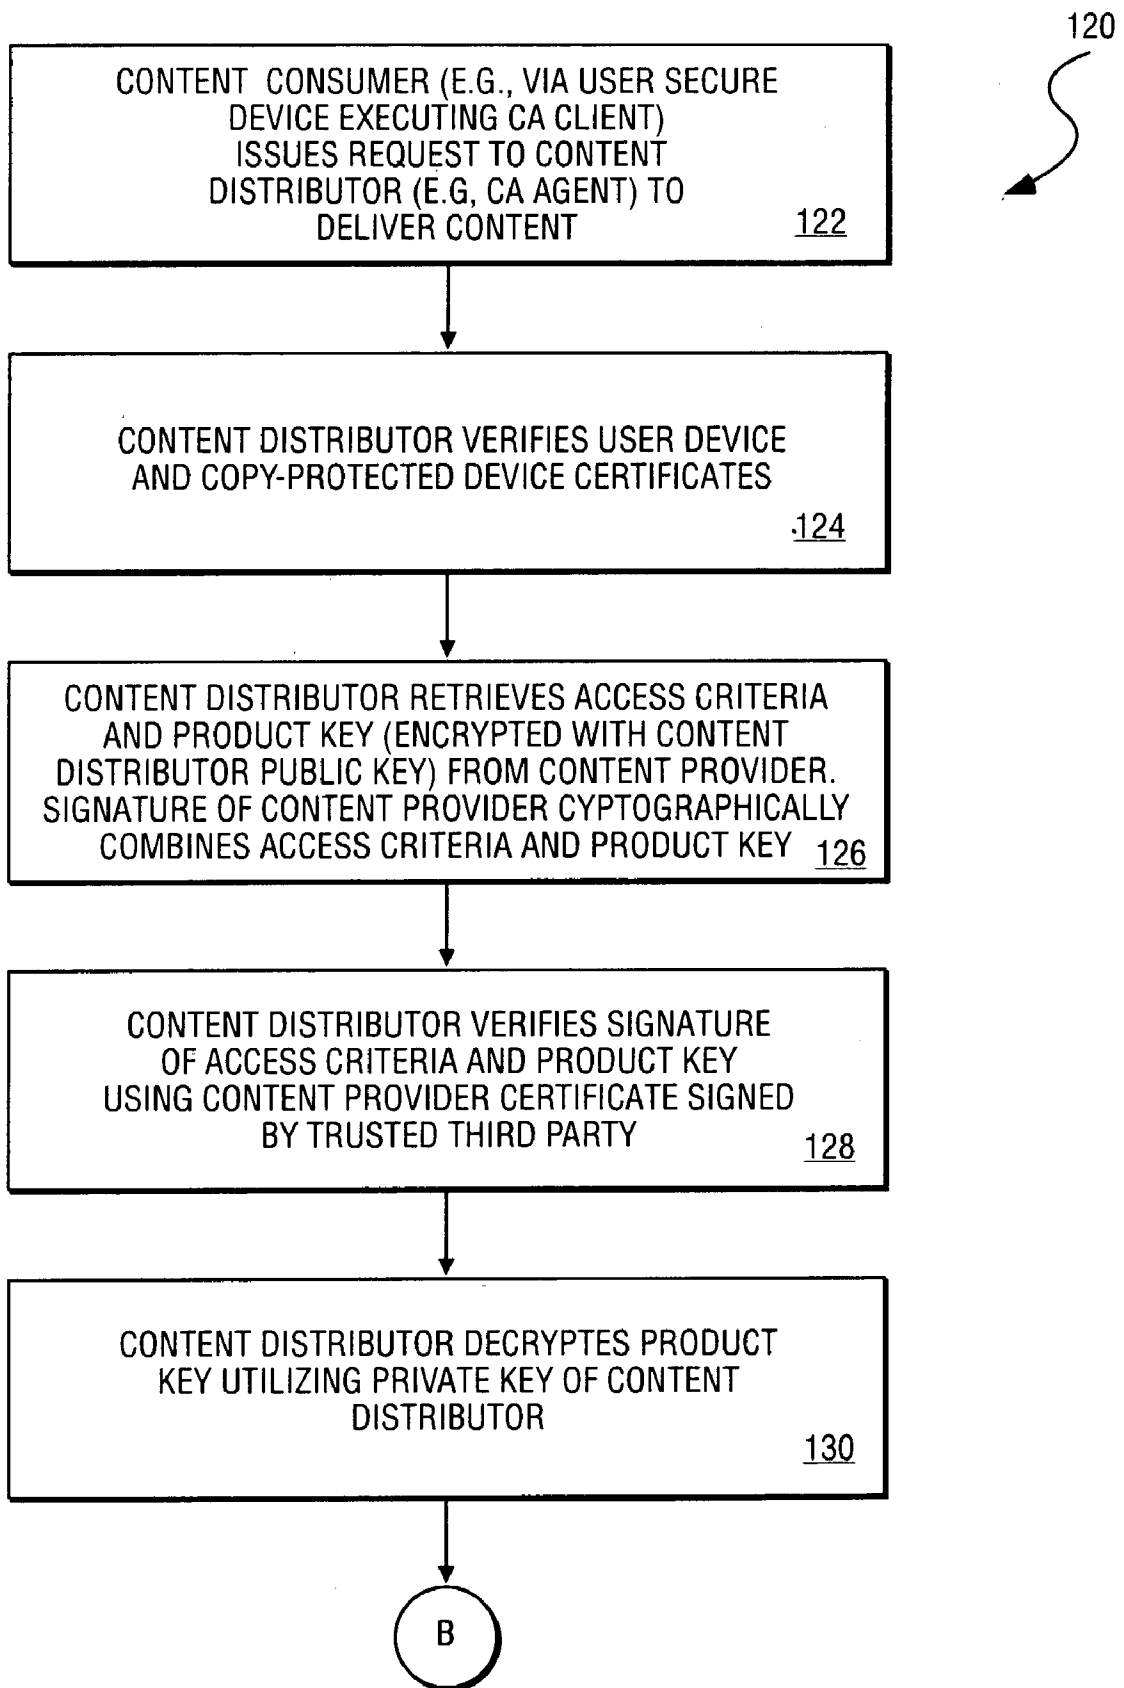 120
CONTENT CONSUMER (E.G., VIA USER SECURE
DEVICE EXECUTING CA CLIENT)
ISSUES REQUEST TO CONTENT
DISTRIBUTOR (E.G, CA AGENT) TO
DELIVER CONTENT
122
CONTENT DISTRIBUTOR VERIFIES USER DEVICE
AND COPY-PROTECTED DEVICE CERTIFICATES
124
CONTENT DISTRIBUTOR RETRIEVES ACCESS CRITERIA
AND PRODUCT KEY (ENCRYPTED WITH CONTENT
DISTRIBUTOR PUBLIC KEY) FROM CONTENT PROVIDER.
SIGNATURE OF CONTENT PROVIDER CYPTOGRAPHICALLY
COMBINES ACCESS CRITERIA AND PRODUCT KEY 126
CONTENT DISTRIBUTOR VERIFIES SIGNATURE
OF ACCESS CRITERIA AND PRODUCT KEY
USING CONTENT PROVIDER CERTIFICATE SIGNED
BY TRUSTED THIRD PARTY
128
CONTENT DISTRIBUTOR DECRYPTES PRODUCT
KEY UTILIZING PRIVATE KEY OF CONTENT
DISTRIBUTOR
130
B